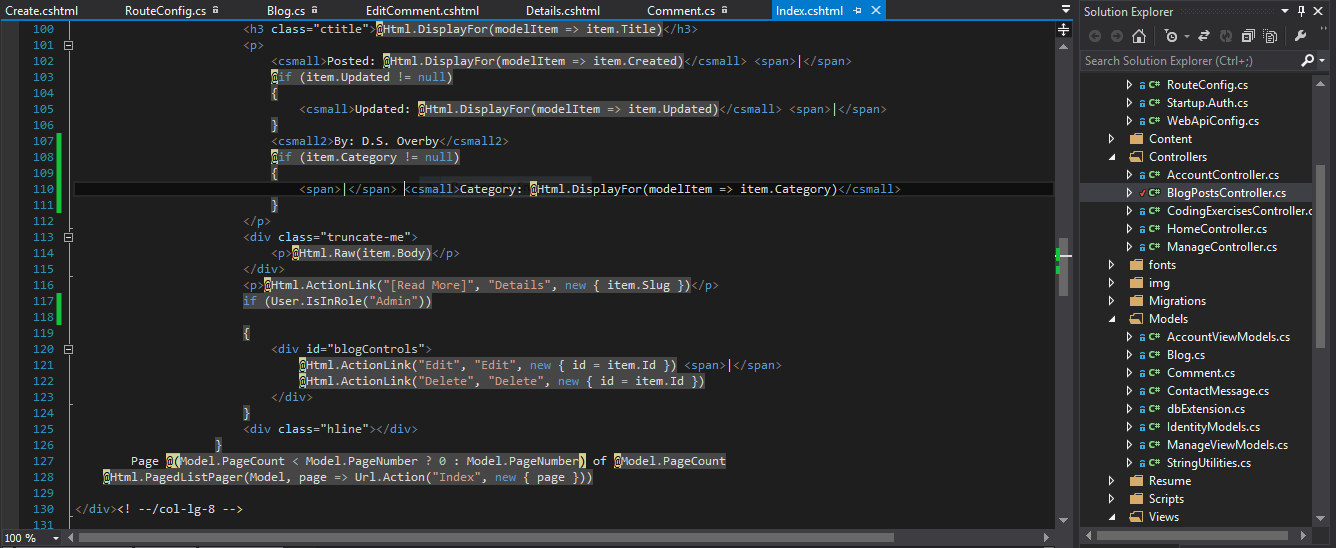 Create.cshtml RouteConfig.cs Blog.cs EditComment.cshtml Details.cshtml Comment.cs Index.cshtml
100 <h3 class="ctitle">@Html.DisplayFor(modelItem => item.Title)</h3>
101 <p>
102 <csmall>Posted: @Html.DisplayFor(modelItem => item.Created)</csmall> <span>|</span>
103 @if (item.Updated != null)
104 {
105 <csmall>Updated: @Html.DisplayFor(modelItem => item.Updated)</csmall> <span>|</span>
106 }
107 <csmall2>By: D.S. Overby</csmall2>
108 @if (item.Category != null)
109 {
110 <span>|</span> <csmall>Category: @Html.DisplayFor(modelItem => item.Category)</csmall>
111 }
112 </p>
113 <div class="truncate-me">
114 <p>@Html.Raw(item.Body)</p>
115 </div>
116 <p>@Html.ActionLink("[Read More]", "Details", new { item.Slug })</p>
117 if (User.IsInRole("Admin"))
118
119 {
120 <div id="blogControls">
121 @Html.ActionLink("Edit", "Edit", new { id = item.Id }) <span>|</span>
122 @Html.ActionLink("Delete", "Delete", new { id = item.Id })
123 </div>
124 }
125 <div class="hline"></div>
126 }
127 Page @(Model.PageCount < Model.PageNumber ? 0 : Model.PageNumber) of @Model.PageCount
128 @Html.PagedListPager(Model, page => Url.Action("Index", new { page }))
129
130 </div><! --/col-lg-8 -->
131
100 %
Solution Explorer
Search Solution Explorer (Ctrl+;)
C# RouteConfig.cs
C# Startup.Auth.cs
C# WebApiConfig.cs
Content
Controllers
C# AccountController.cs
C# BlogPostsController.cs
C# CodingExercisesController.c
C# HomeController.cs
C# ManageController.cs
fonts
img
Migrations
Models
C# AccountViewModels.cs
C# Blog.cs
C# Comment.cs
C# ContactMessage.cs
C# dbExtension.cs
C# IdentityModels.cs
C# ManageViewModels.cs
C# StringUtilities.cs
Resume
Scripts
Views